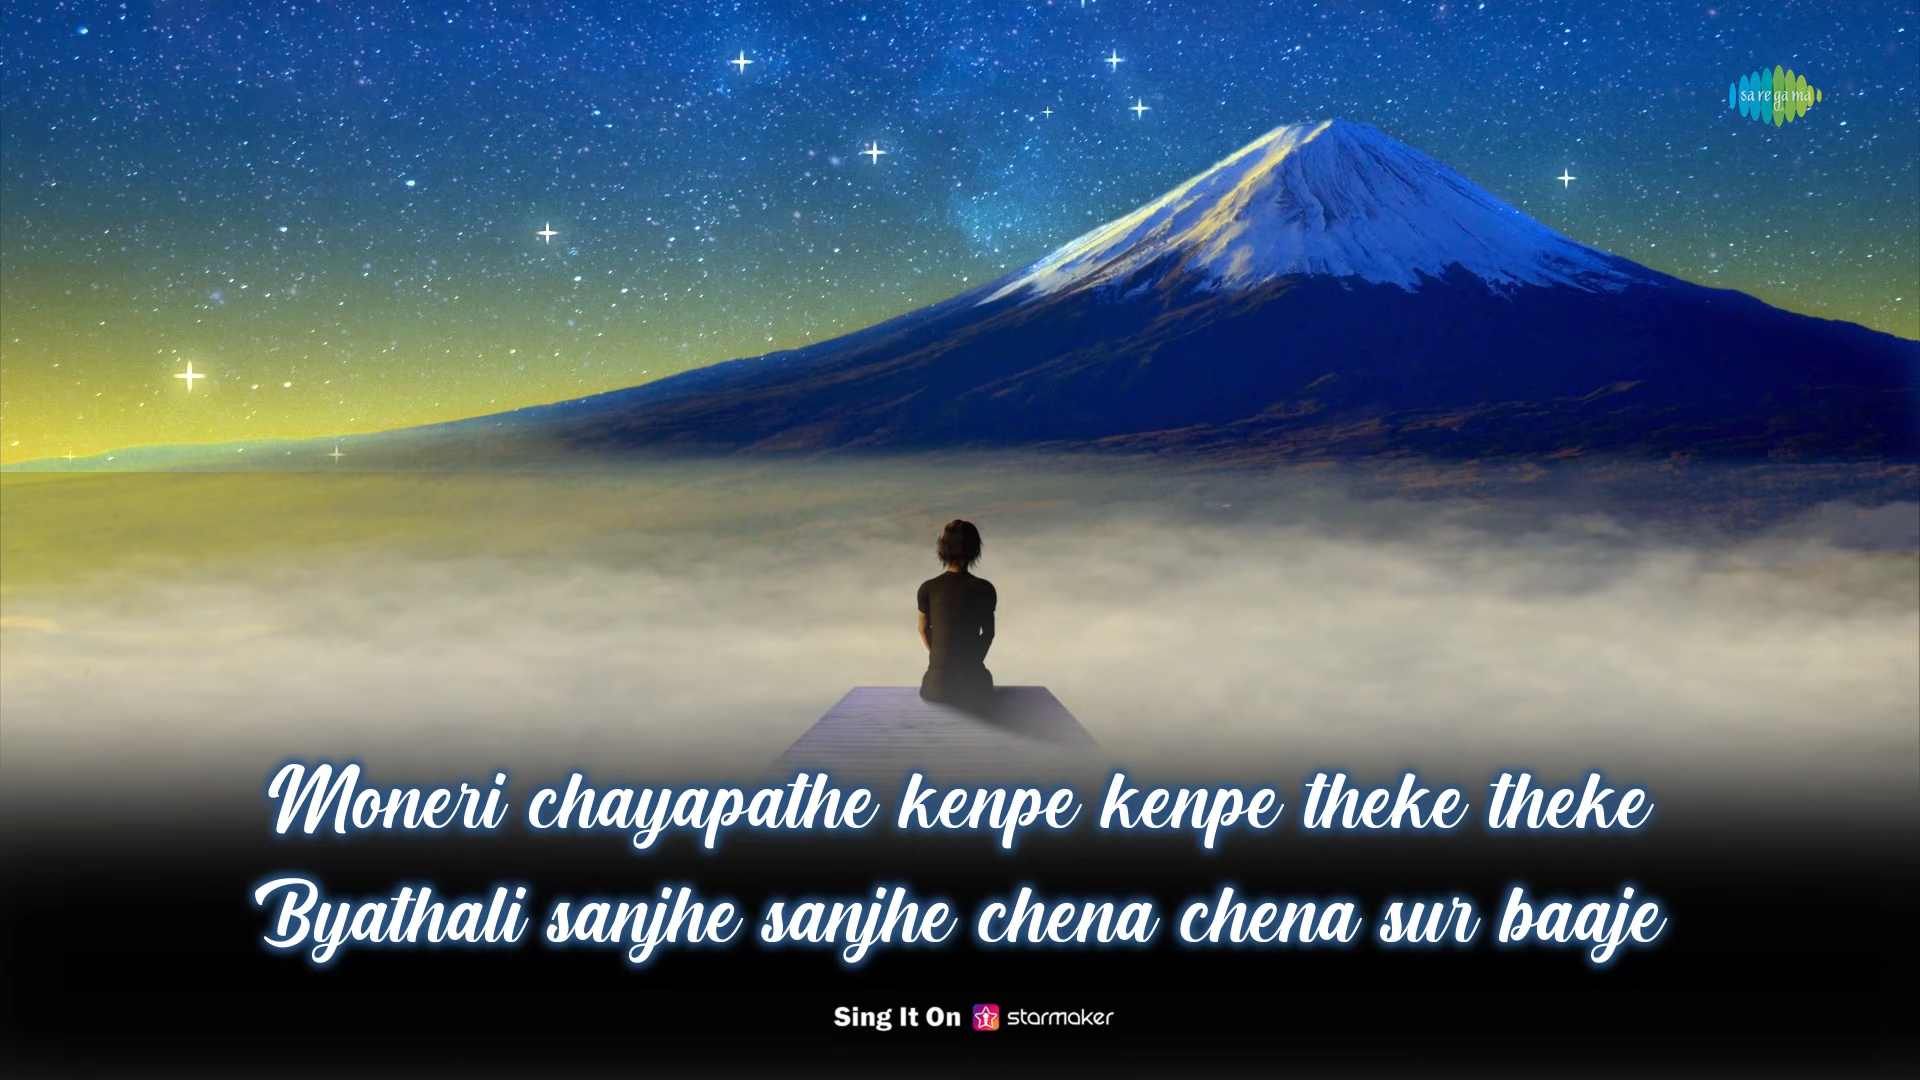 sa re ga ma
Moneri chayapathe kenpe kenpe theke theke
Byathali sanjhe sanjhe chena chena sur baaje
Sing It On starmaker